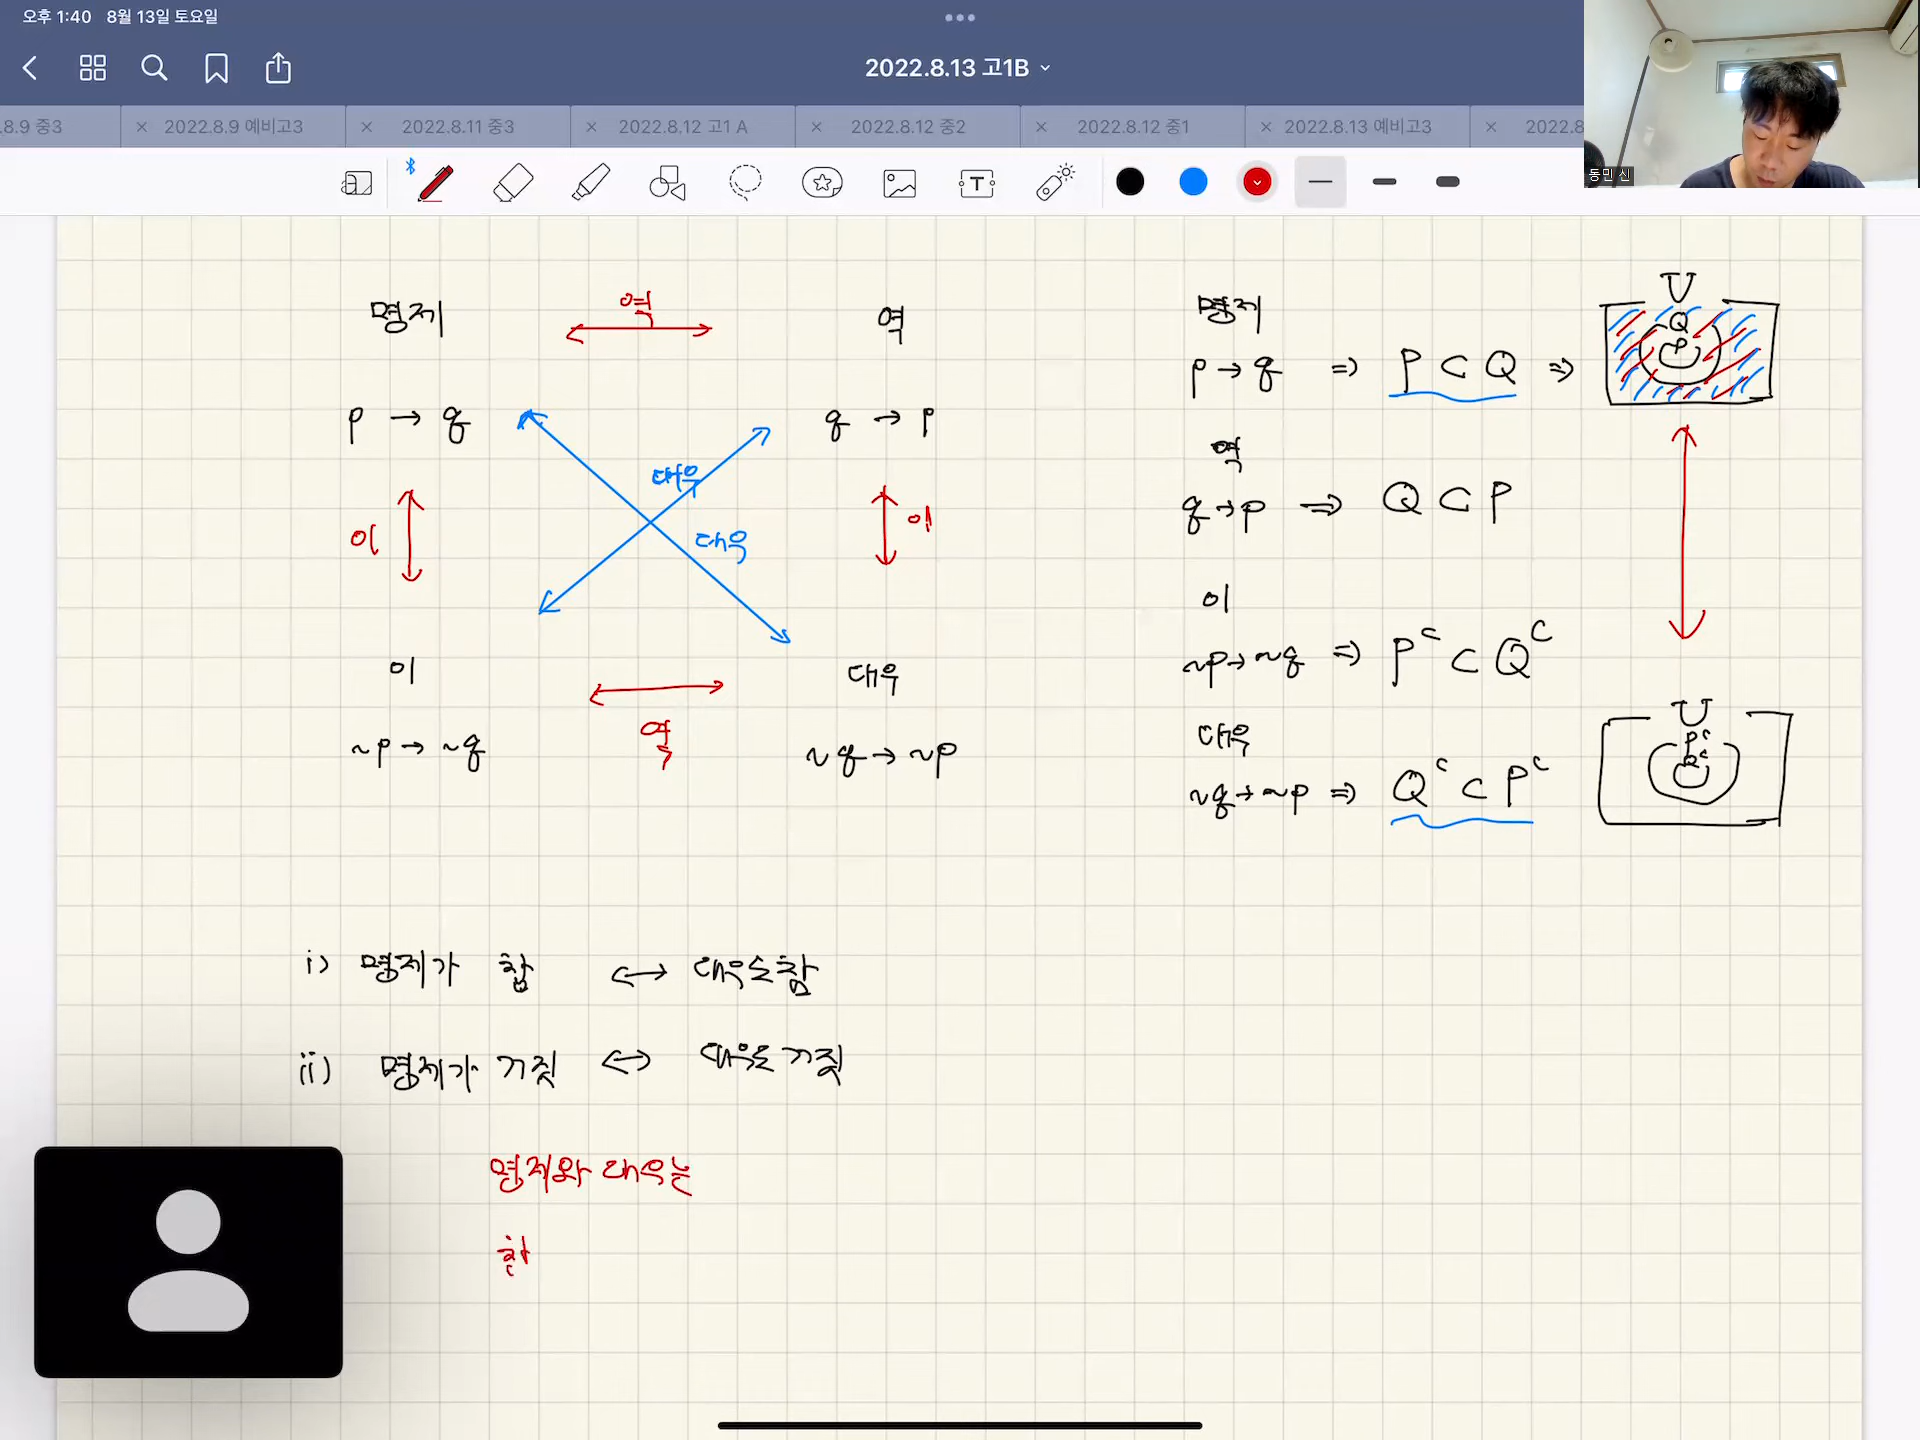 오후 1:40 8월 13일 토요일
2022.8.13 고1B
8.9 중3
2022.8.9 예비고3
2022.8.11 중3
2022.8.12 고1 A
2022.8.12 중2
2022.8.12 중1
2022.8.13 예비고3
2022.8
동민 신
명제 역 역
p → q q → p
대우
대우
이 이
이 역 대우
~p → ~q ~q → ~p
명제
p → q ⇒ P ⊂ Q ⇒
U
Q
P
역
q → p ⇒ Q ⊂ P
이
~p → ~q ⇒ P^C ⊂ Q^C
대우
~q → ~p ⇒ Q^C ⊂ P^C
U
P^C
Q^C
i) 명제가 참 ↔ 대우도 참
ii) 명제가 거짓 ↔ 대우도 거짓
명제와 대우는